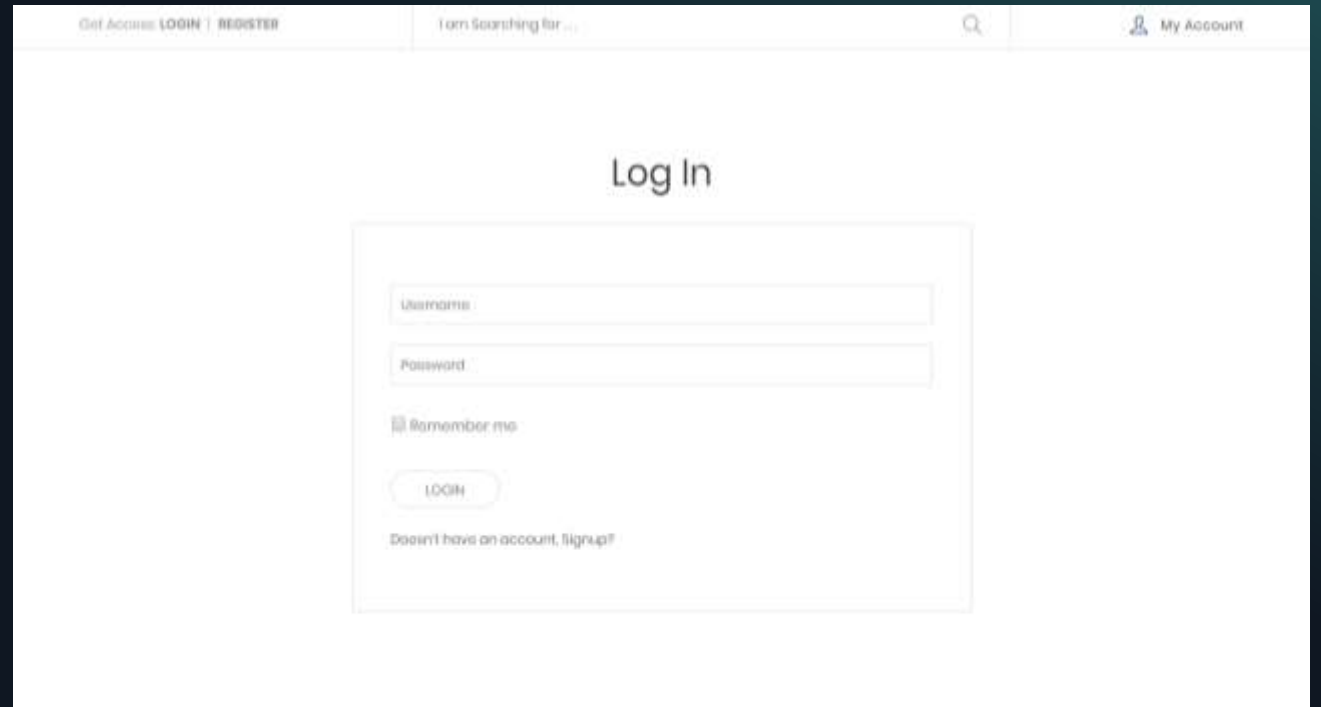 Get Access LOGIN | REGISTER
I am Searching for ...
My Account
Log In
Username
Password
Remember me
LOGIN
Doesn't have an account, Signup?